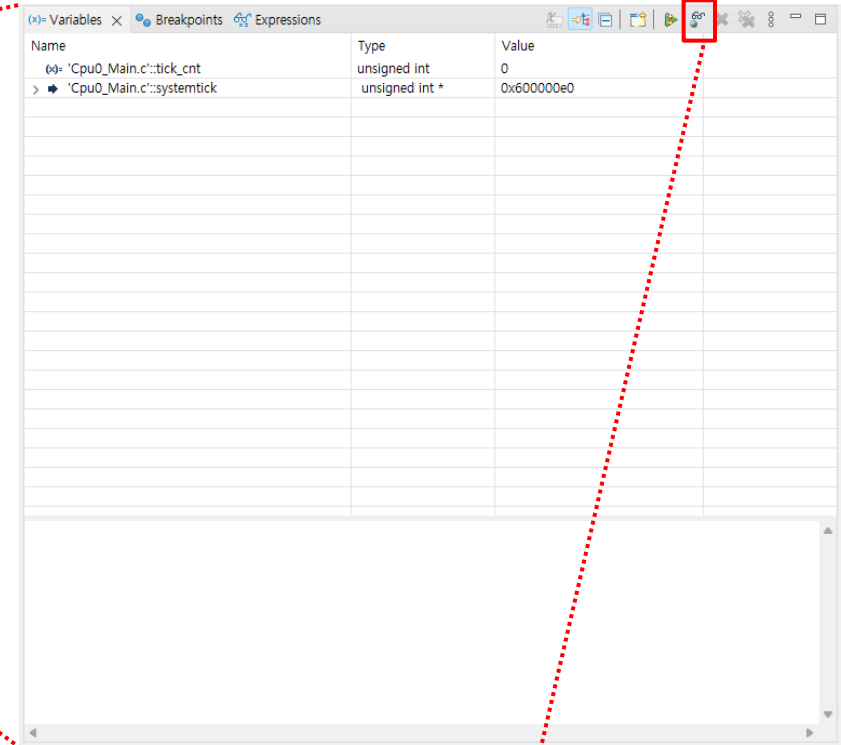 (x)= Variables Breakpoints Expressions
Name Type Value
(x)= 'Cpu0_Main.c'::tick_cnt unsigned int 0
'Cpu0_Main.c'::systemtick unsigned int * 0x600000e0